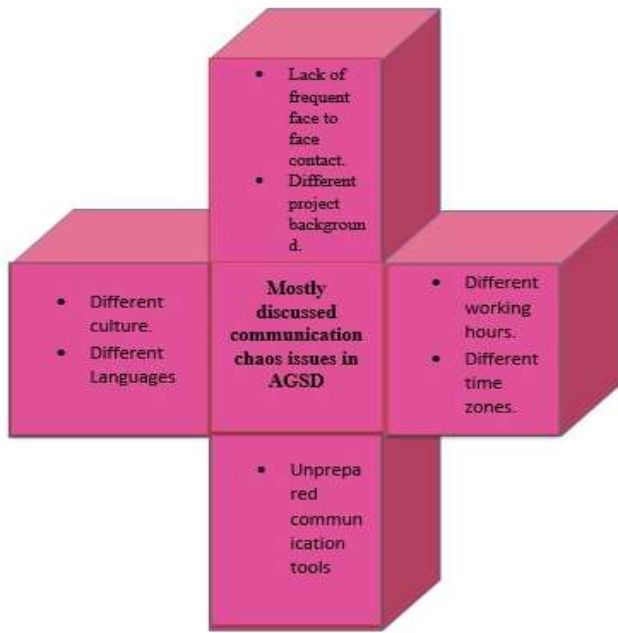 • Lack of
frequent
face to
face
contact.
• Different
project
backgroun
d.
• Different
culture.
• Different
Languages
Mostly
discussed
communication
chaos issues in
AGSD
• Different
working
hours.
• Different
time
zones.
• Unprepa
red
commun
ication
tools